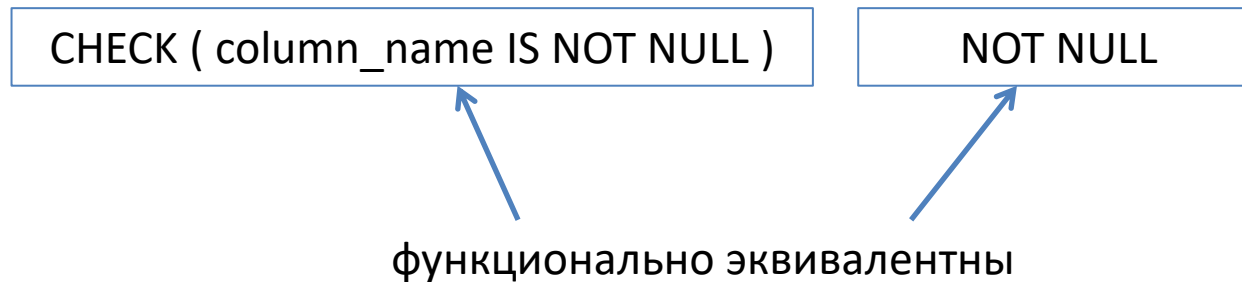 CHECK ( column_name IS NOT NULL )
NOT NULL
функционально эквивалентны